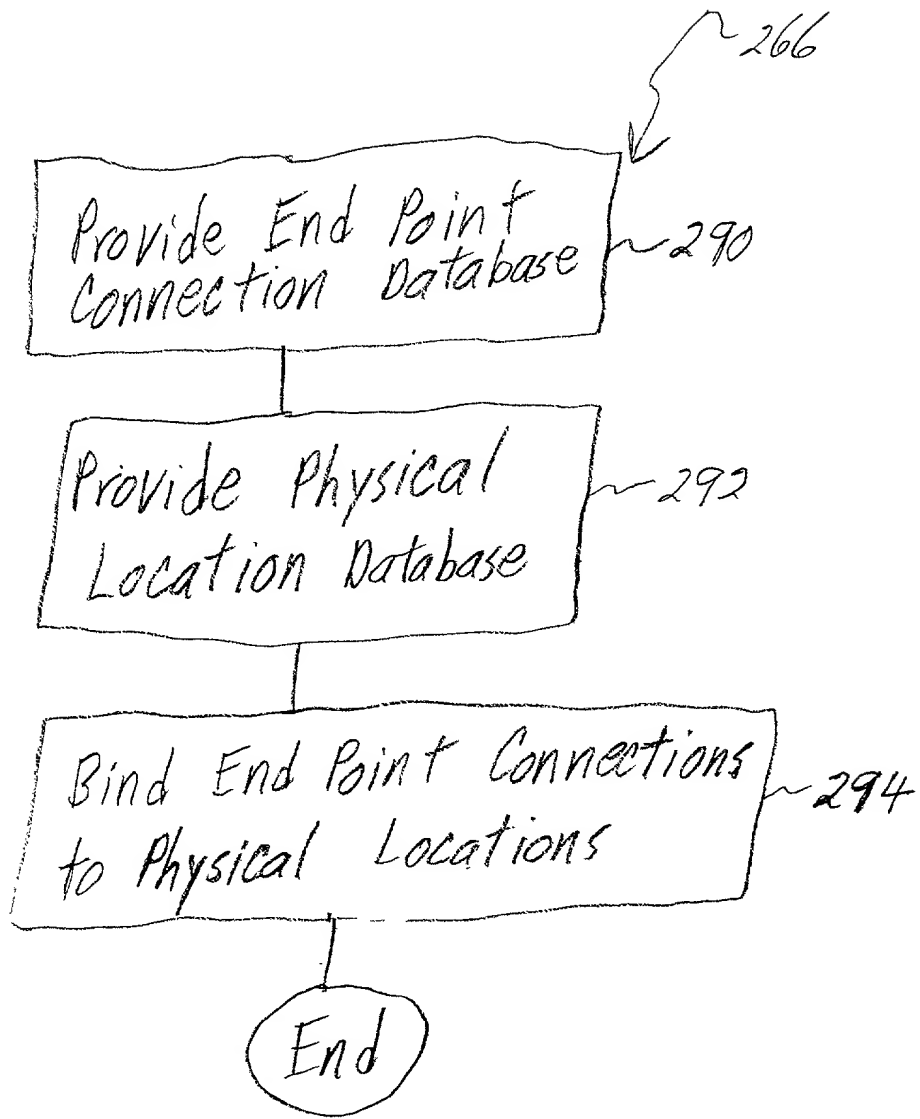 266
Provide End Point
Connection Database
290
Provide Physical
Location Database
292
Bind End Point Connections
to Physical Locations
294
End